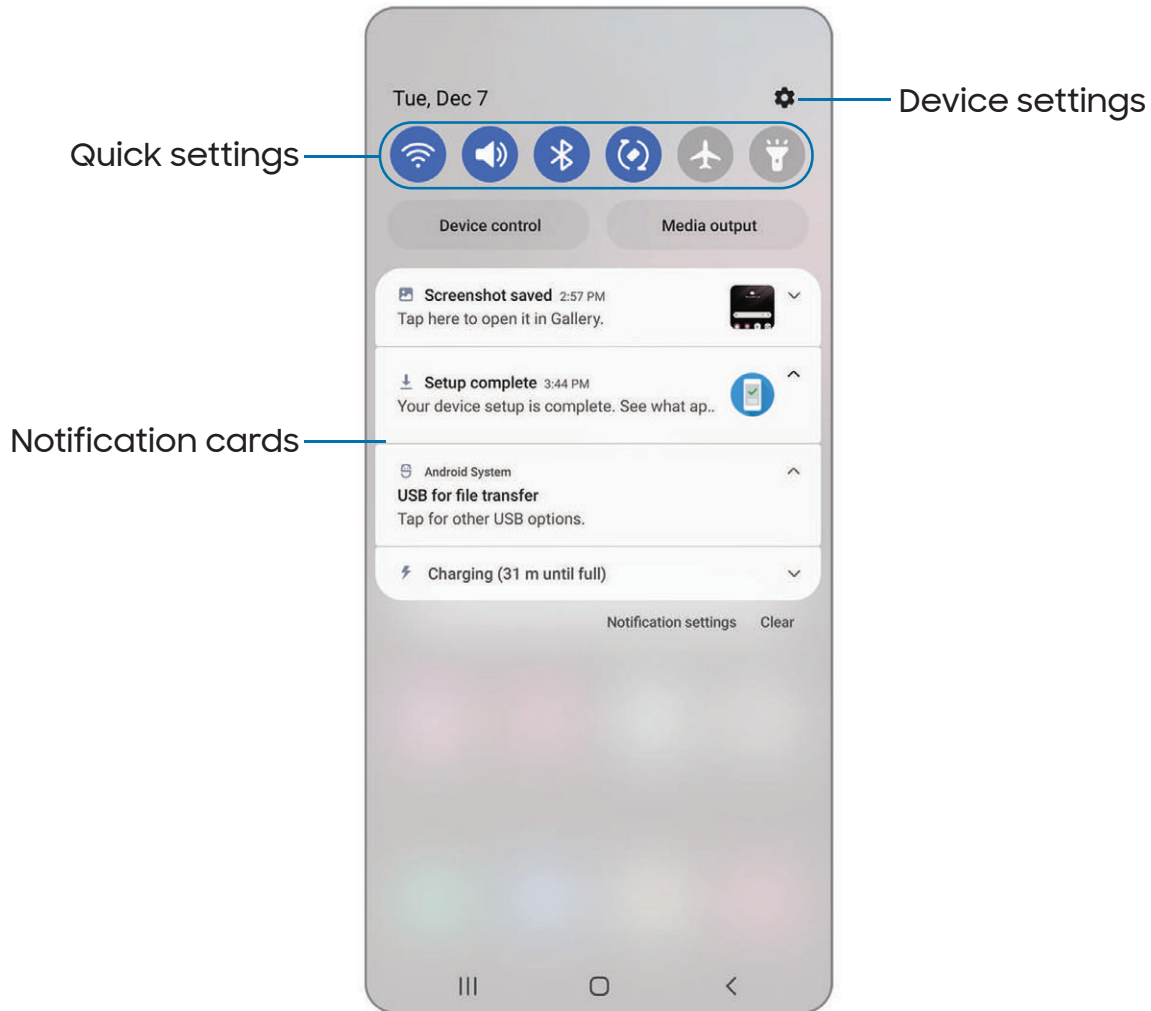 Tue, Dec 7
Device settings
Quick settings
Device control
Media output
Screenshot saved 2:57 PM
Tap here to open it in Gallery.
Setup complete 3:44 PM
Your device setup is complete. See what ap..
Notification cards
Android System
USB for file transfer
Tap for other USB options.
Charging (31 m until full)
Notification settings
Clear